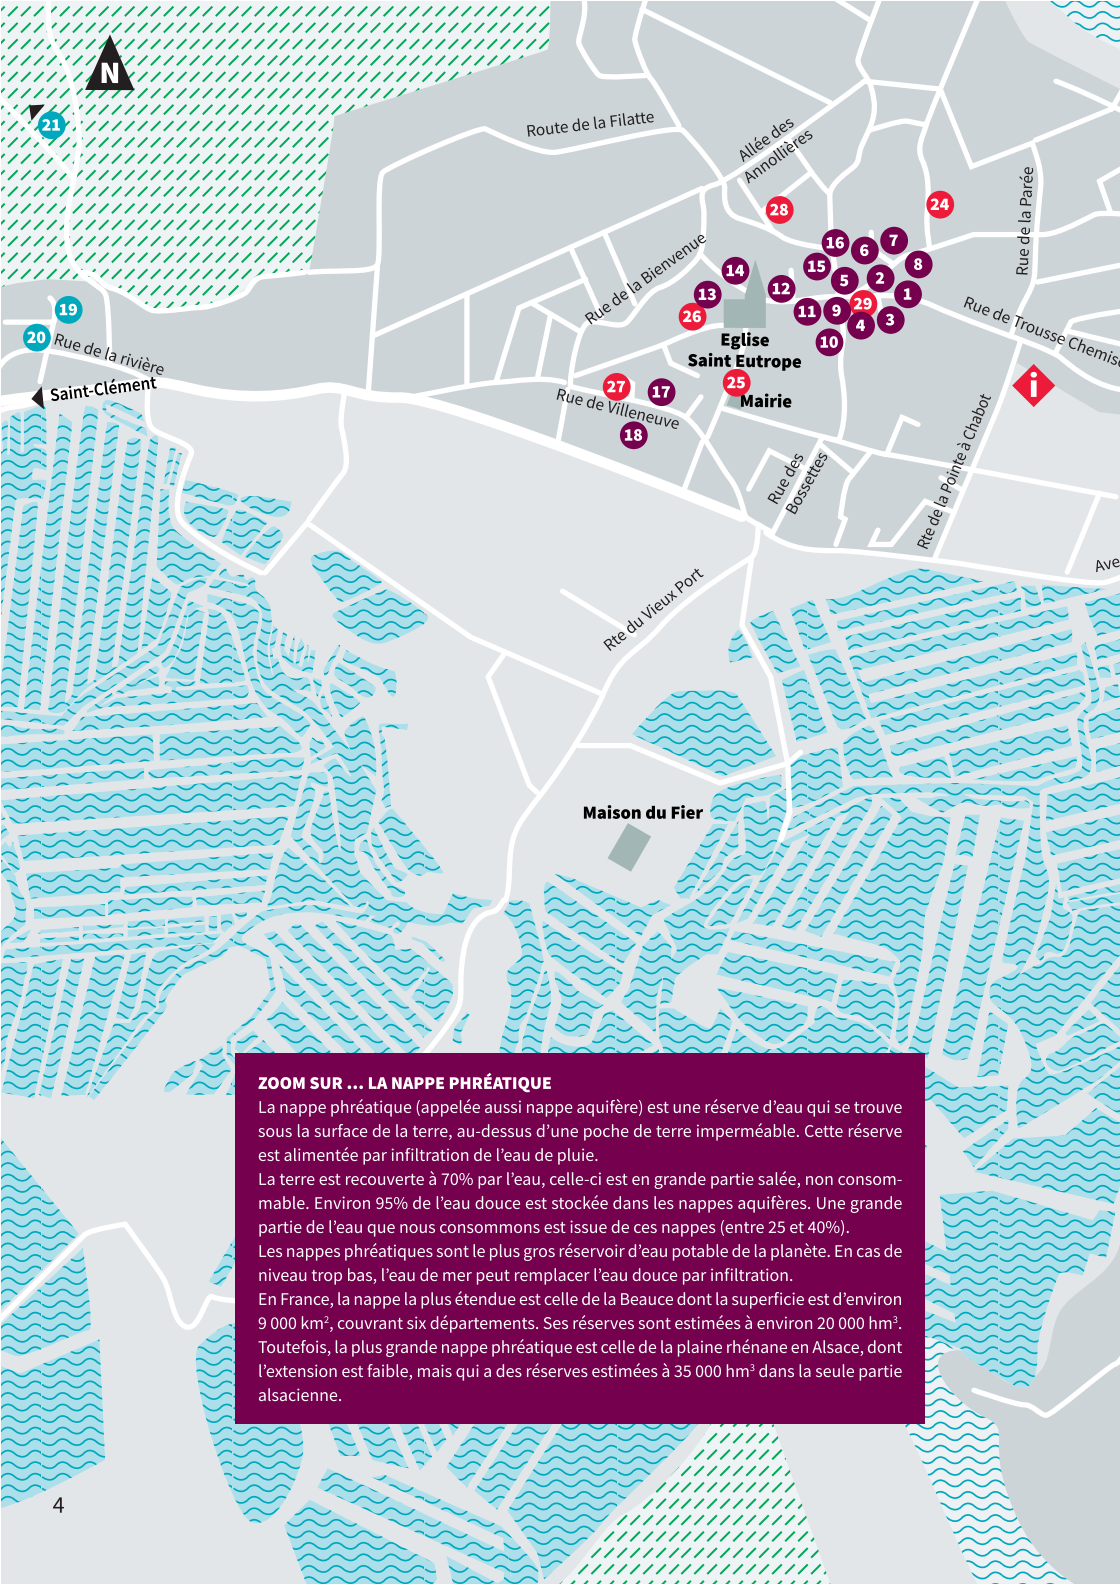 N
21
Route de la Filatte
Allée des
Annollières
Rue de la Parée
28
24
16
6
7
15
8
14
5
2
12
13
1
Rue de la Bienvenue
26
11
9
29
4
3
10
Rue de Trousse Chemise
19
20
Rue de la rivière
Saint-Clément
Eglise
Saint Eutrope
i
27
17
25
Mairie
Rue de Villeneuve
18
Rue des
Bossettes
Rte de la Pointe à Chabot
Ave
Rte du Vieux Port
Maison du Fier
ZOOM SUR ... LA NAPPE PHRÉATIQUE
La nappe phréatique (appelée aussi nappe aquifère) est une réserve d’eau qui se trouve
sous la surface de la terre, au-dessus d’une poche de terre imperméable. Cette réserve
est alimentée par infiltration de l’eau de pluie.
La terre est recouverte à 70% par l’eau, celle-ci est en grande partie salée, non consom-
mable. Environ 95% de l’eau douce est stockée dans les nappes aquifères. Une grande
partie de l’eau que nous consommons est issue de ces nappes (entre 25 et 40%).
Les nappes phréatiques sont le plus gros réservoir d’eau potable de la planète. En cas de
niveau trop bas, l’eau de mer peut remplacer l’eau douce par infiltration.
En France, la nappe la plus étendue est celle de la Beauce dont la superficie est d’environ
9 000 km², couvrant six départements. Ses réserves sont estimées à environ 20 000 hm³.
Toutefois, la plus grande nappe phréatique est celle de la plaine rhénane en Alsace, dont
l’extension est faible, mais qui a des réserves estimées à 35 000 hm³ dans la seule partie
alsacienne.
4